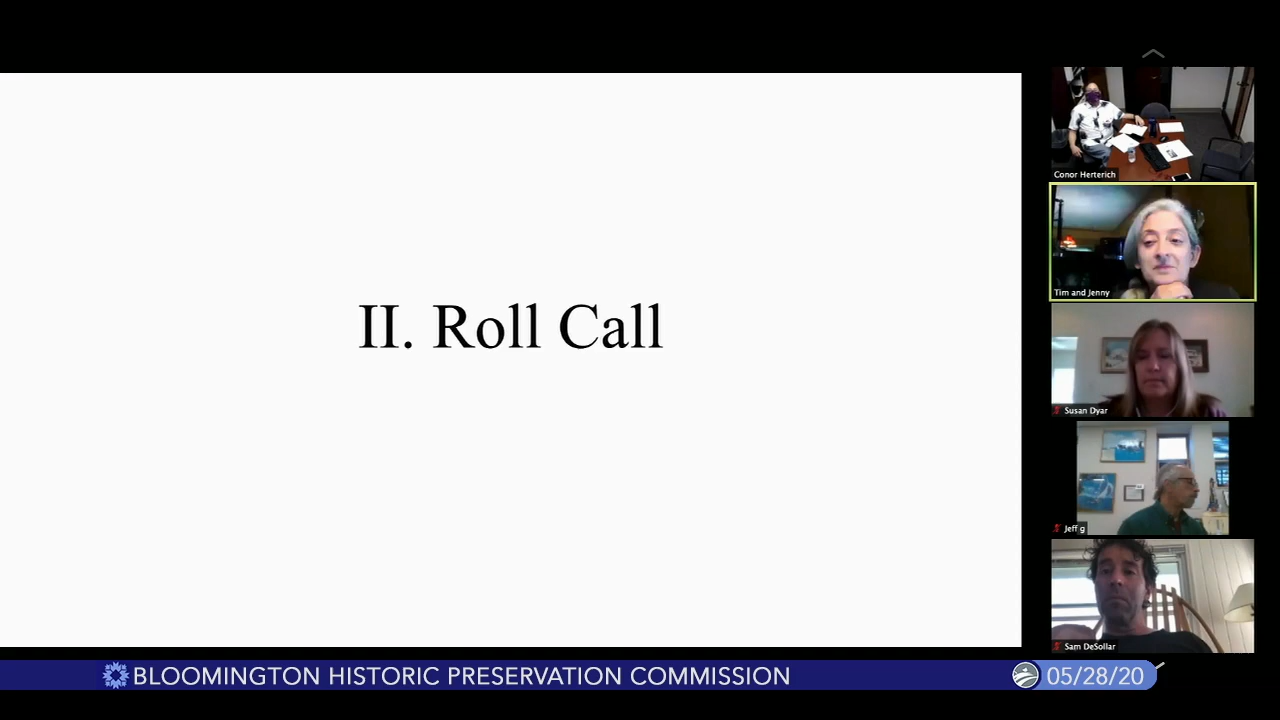 II. Roll Call
Conor Herterich
Tim and Jenny
Susan Dyar
Jeff g
Sam DeSollar
BLOOMINGTON HISTORIC PRESERVATION COMMISSION
05/28/20